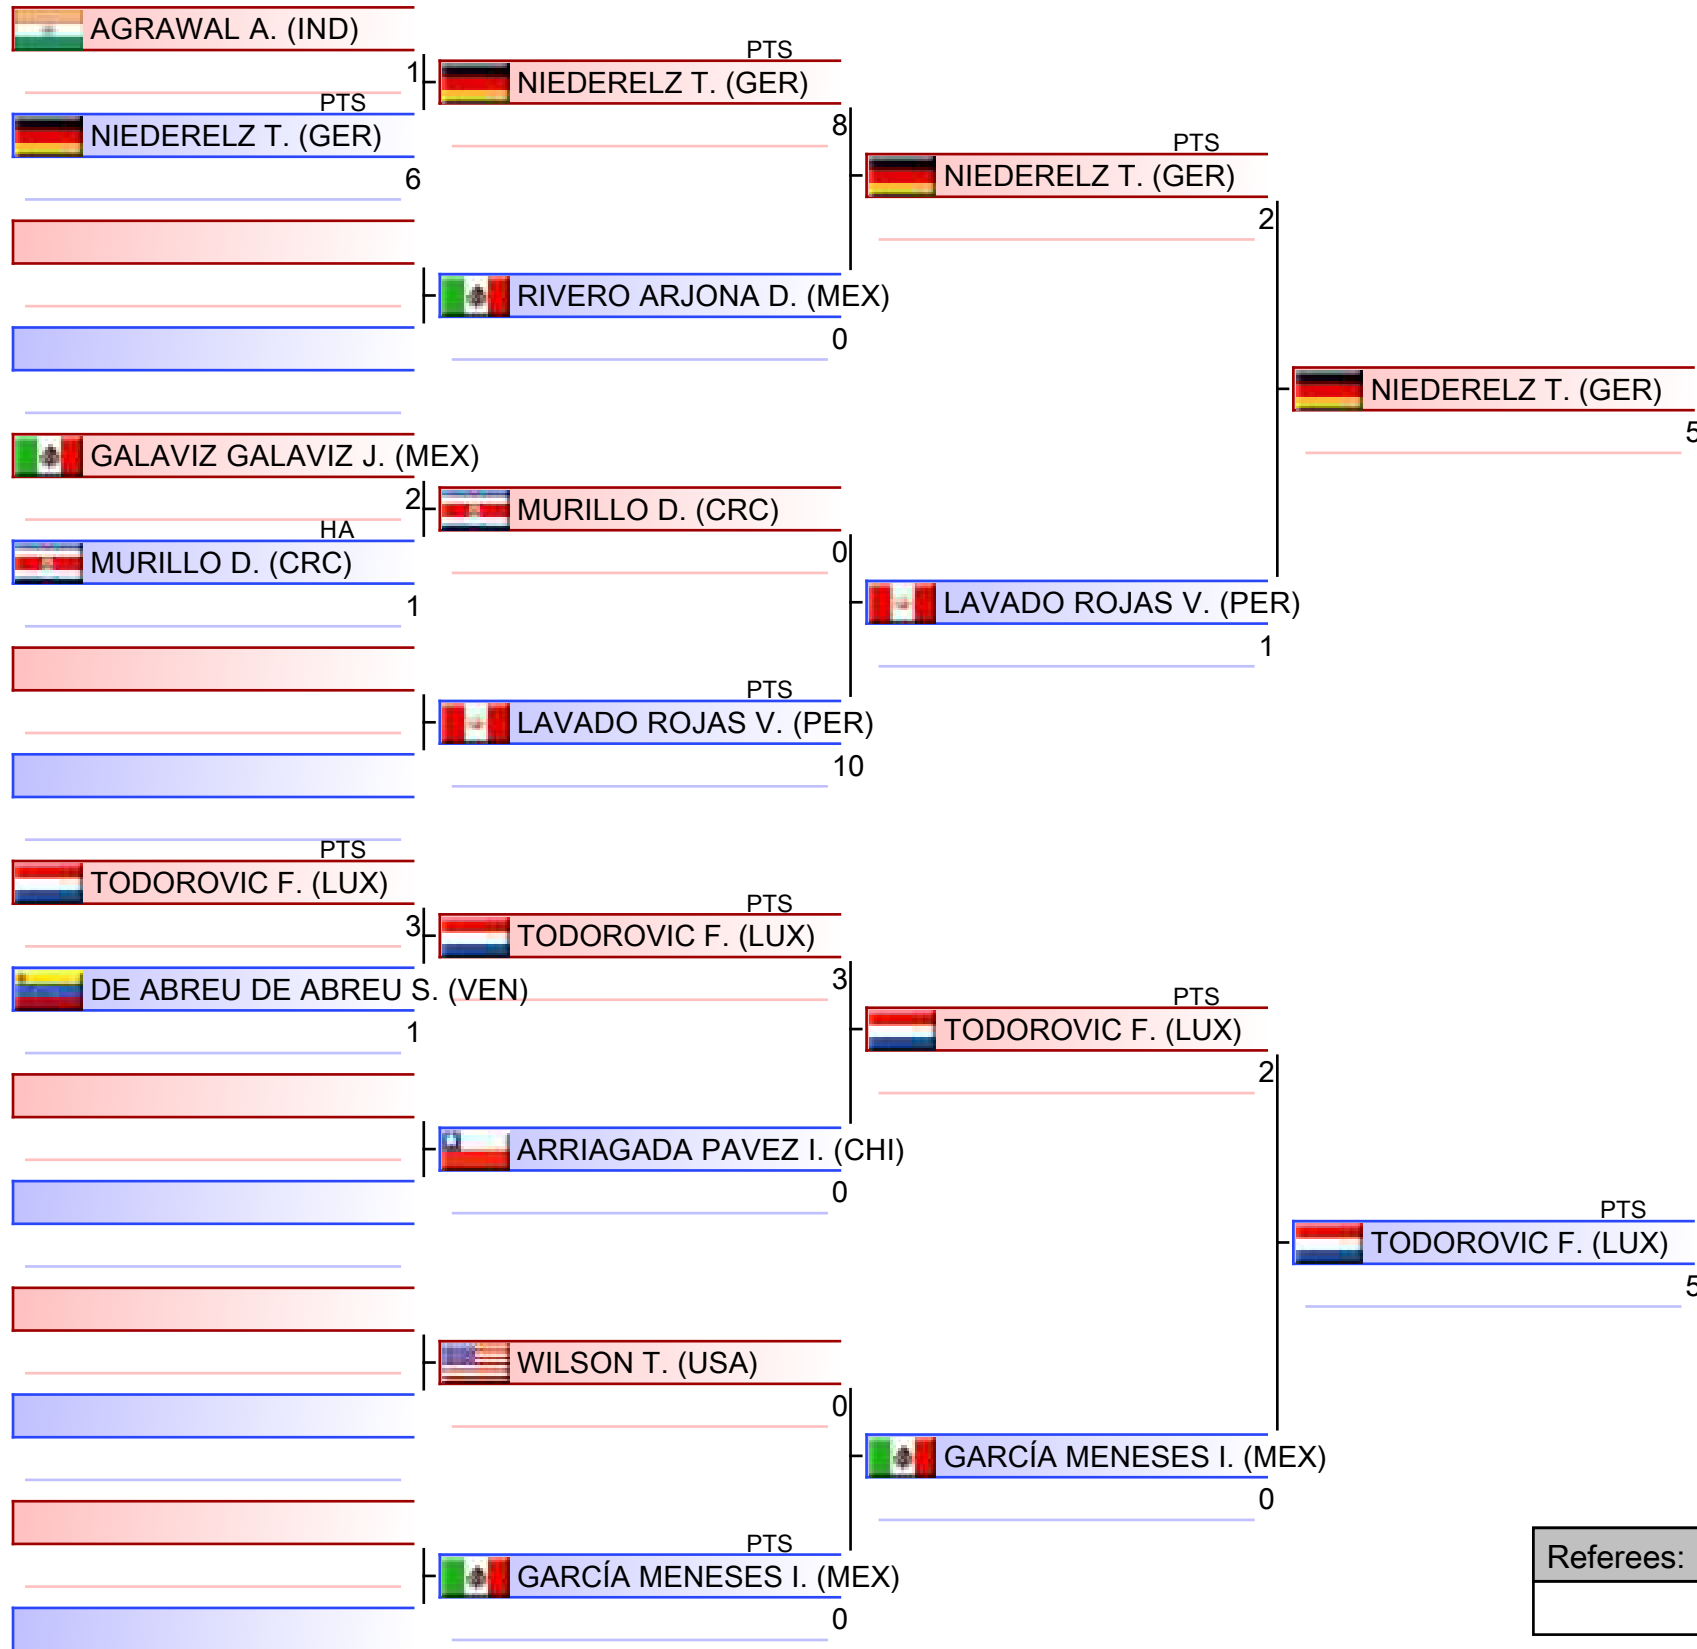 AGRAWAL A. (IND)
1
PTS
NIEDERELZ T. (GER)
6
GALAVIZ GALAVIZ J. (MEX)
2
HA
MURILLO D. (CRC)
1
PTS
TODOROVIC F. (LUX)
3
DE ABREU DE ABREU S. (VEN)
1
PTS
NIEDERELZ T. (GER)
8
RIVERO ARJONA D. (MEX)
0
MURILLO D. (CRC)
0
PTS
LAVADO ROJAS V. (PER)
10
PTS
TODOROVIC F. (LUX)
3
ARRIAGADA PAVEZ I. (CHI)
0
WILSON T. (USA)
0
PTS
GARCÍA MENESES I. (MEX)
0
PTS
NIEDERELZ T. (GER)
2
LAVADO ROJAS V. (PER)
1
PTS
TODOROVIC F. (LUX)
2
GARCÍA MENESES I. (MEX)
0
NIEDERELZ T. (GER)
5
PTS
TODOROVIC F. (LUX)
5
Referees: